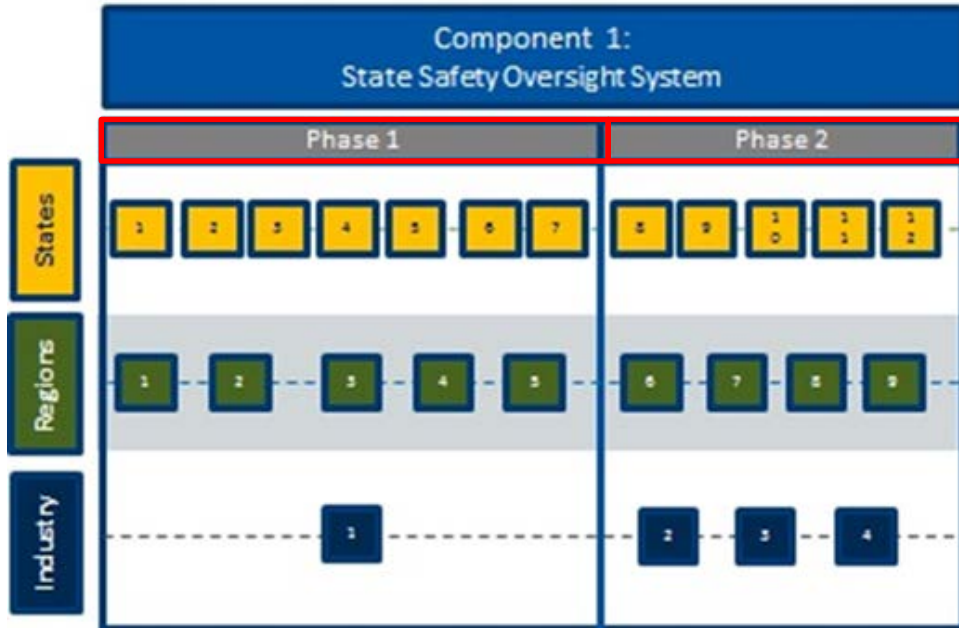 Component 1:
State Safety Oversight System
Phase 1 Phase 2
States
1 2 3 4 5 6 7 8 9 10 11 12
Regions
1 2 3 4 5 6 7 8 9
Industry
1 2 3 4